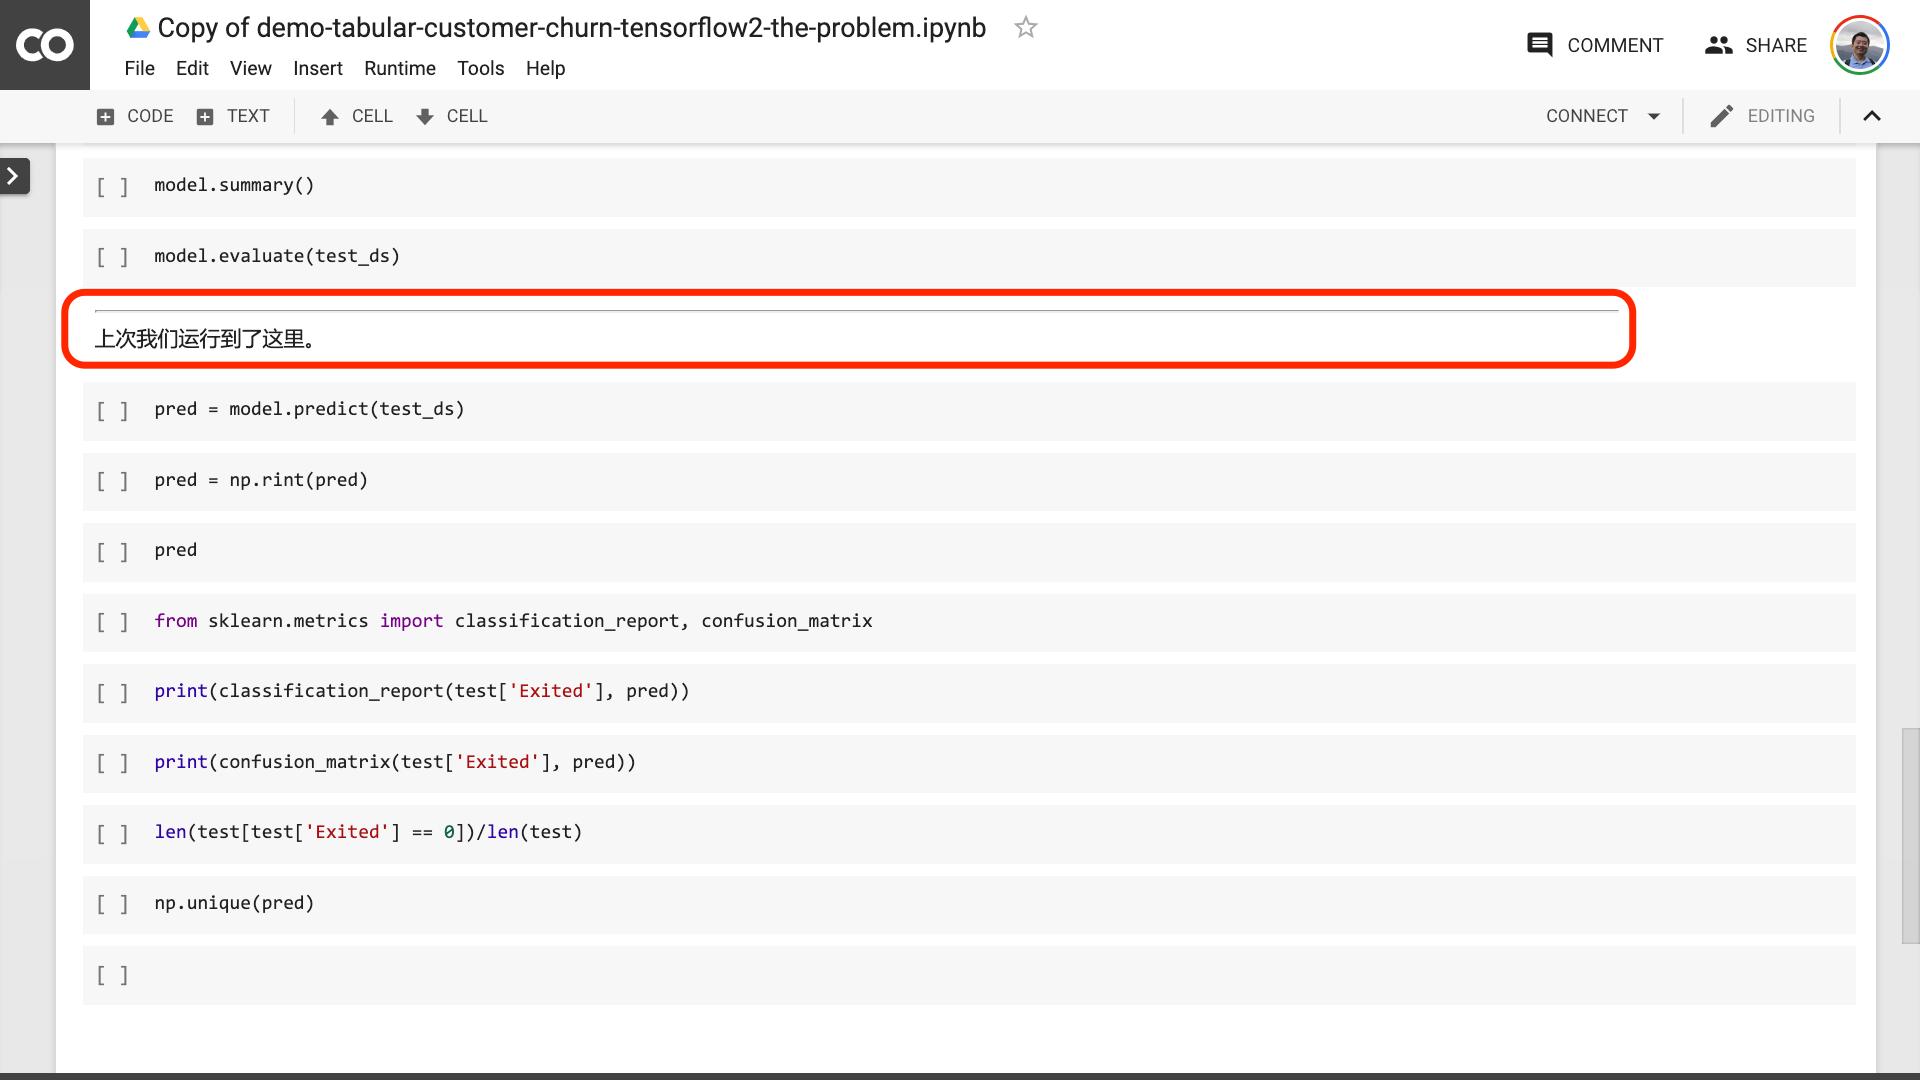 CO
Copy of demo-tabular-customer-churn-tensorflow2-the-problem.ipynb
File Edit View Insert Runtime Tools Help
COMMENT SHARE
CODE TEXT CELL CELL
CONNECT EDITING
[ ] model.summary()
[ ] model.evaluate(test_ds)
上次我们运行到了这里。
[ ] pred = model.predict(test_ds)
[ ] pred = np.rint(pred)
[ ] pred
[ ] from sklearn.metrics import classification_report, confusion_matrix
[ ] print(classification_report(test['Exited'], pred))
[ ] print(confusion_matrix(test['Exited'], pred))
[ ] len(test[test['Exited'] == 0])/len(test)
[ ] np.unique(pred)
[ ]